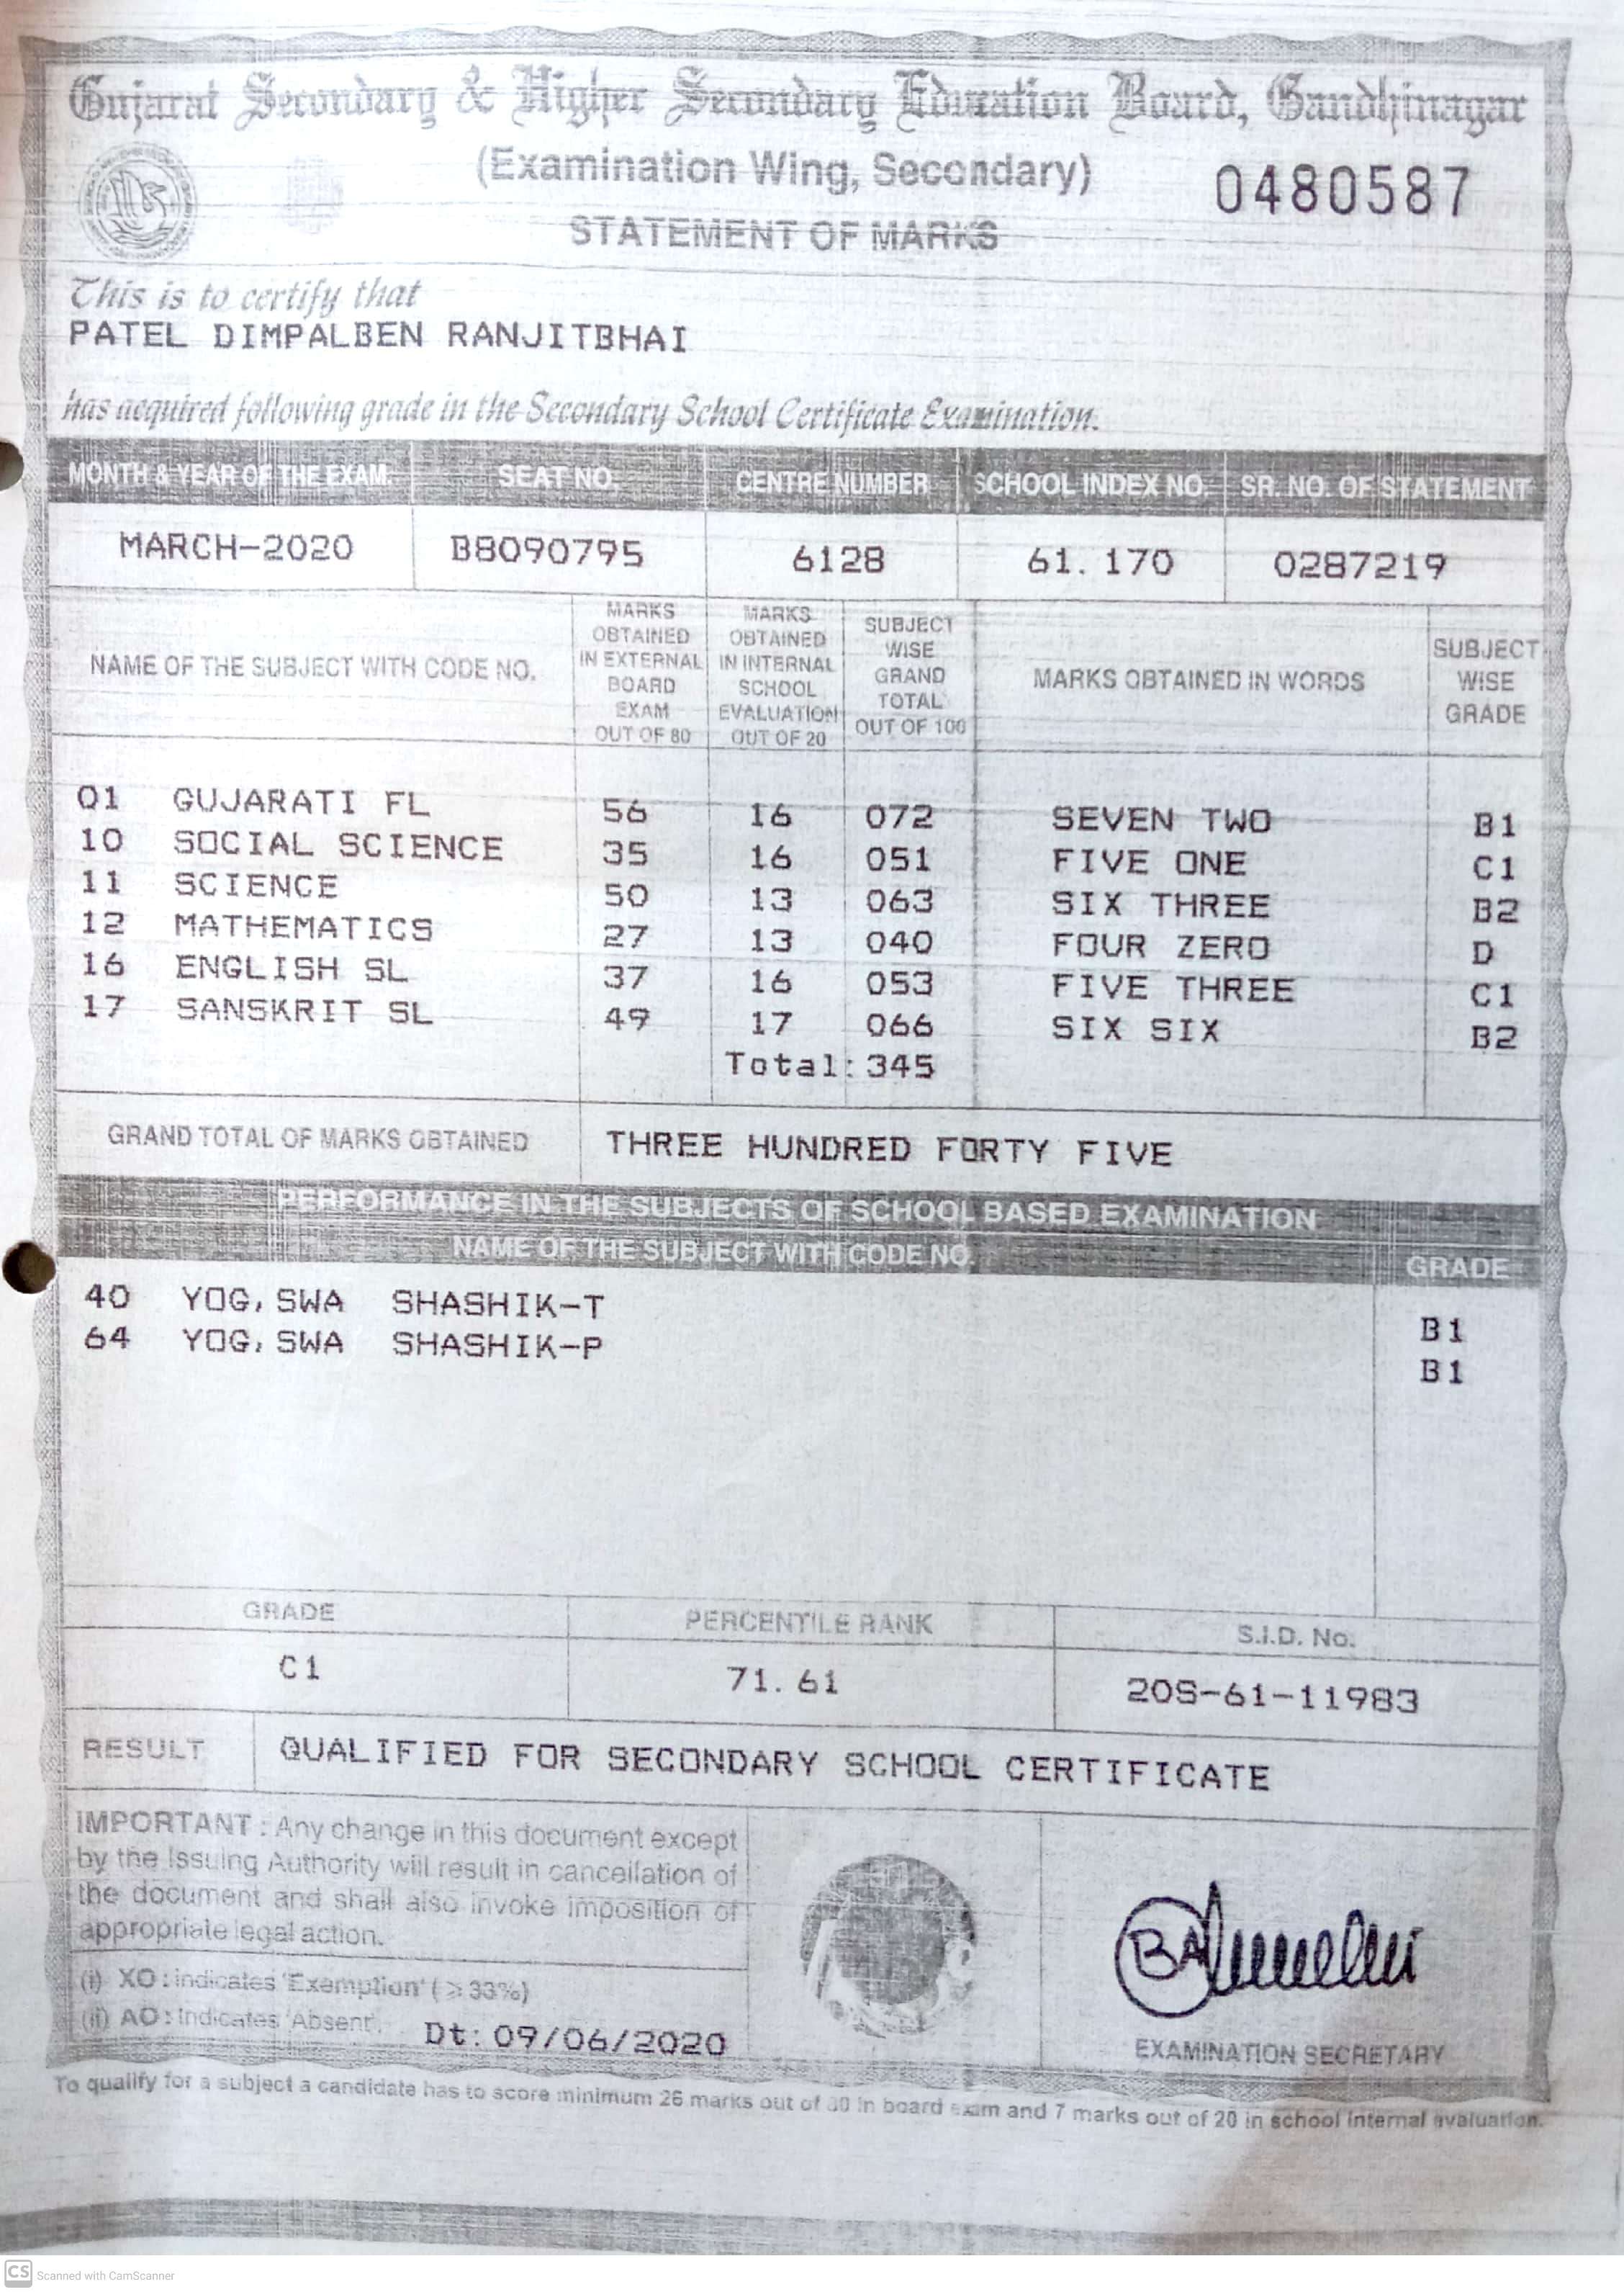 Gujarat Secondary & Higher Secondary Education Board, Gandhinagar
(Examination Wing, Secondary)
0480587
STATEMENT OF MARKS
This is to certify that
PATEL DIMPALBEN RANJITBHAI
has acquired following grade in the Secondary School Certificate Examination.
MONTH & YEAR OF THE EXAM. SEAT NO. CENTRE NUMBER SCHOOL INDEX NO. SR. NO. OF STATEMENT
MARCH-2020 B8090795 6128 61.170 0287219
NAME OF THE SUBJECT WITH CODE NO. MARKS OBTAINED IN EXTERNAL BOARD EXAM OUT OF 80 MARKS OBTAINED IN INTERNAL SCHOOL EVALUATION OUT OF 20 SUBJECT WISE GRAND TOTAL OUT OF 100 MARKS OBTAINED IN WORDS SUBJECT WISE GRADE
01 GUJARATI FL 56 16 072 SEVEN TWO B1
10 SOCIAL SCIENCE 35 16 051 FIVE ONE C1
11 SCIENCE 50 13 063 SIX THREE B2
12 MATHEMATICS 27 13 040 FOUR ZERO D
16 ENGLISH SL 37 16 053 FIVE THREE C1
17 SANSKRIT SL 49 17 066 SIX SIX B2
Total: 345
GRAND TOTAL OF MARKS OBTAINED THREE HUNDRED FORTY FIVE
PERFORMANCE IN THE SUBJECTS OF SCHOOL BASED EXAMINATION
NAME OF THE SUBJECT WITH CODE NO. GRADE
40 YOG, SWA SHASHIK-T B1
64 YOG, SWA SHASHIK-P B1
GRADE PERCENTILE RANK S.I.D. No.
C1 71.61 20S-61-11983
RESULT QUALIFIED FOR SECONDARY SCHOOL CERTIFICATE
IMPORTANT : Any change in this document except
by the Issuing Authority will result in cancellation of
the document and shall also invoke imposition of
appropriate legal action.
(i) XO : indicates 'Exemption' ( ≥ 33%)
(ii) AO : Indicates 'Absent'.
Dt: 09/06/2020
EXAMINATION SECRETARY
To qualify for a subject a candidate has to score minimum 26 marks out of 80 in board exam and 7 marks out of 20 in school internal evaluation.
CS Scanned with CamScanner